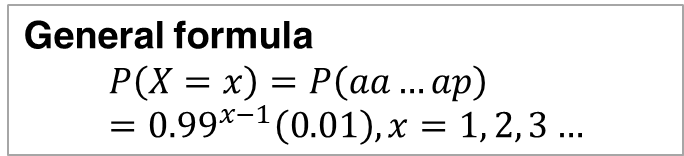 General formula
P(X = x) = P(aa … ap)
= 0.99^{x−1}(0.01), x = 1, 2, 3 …